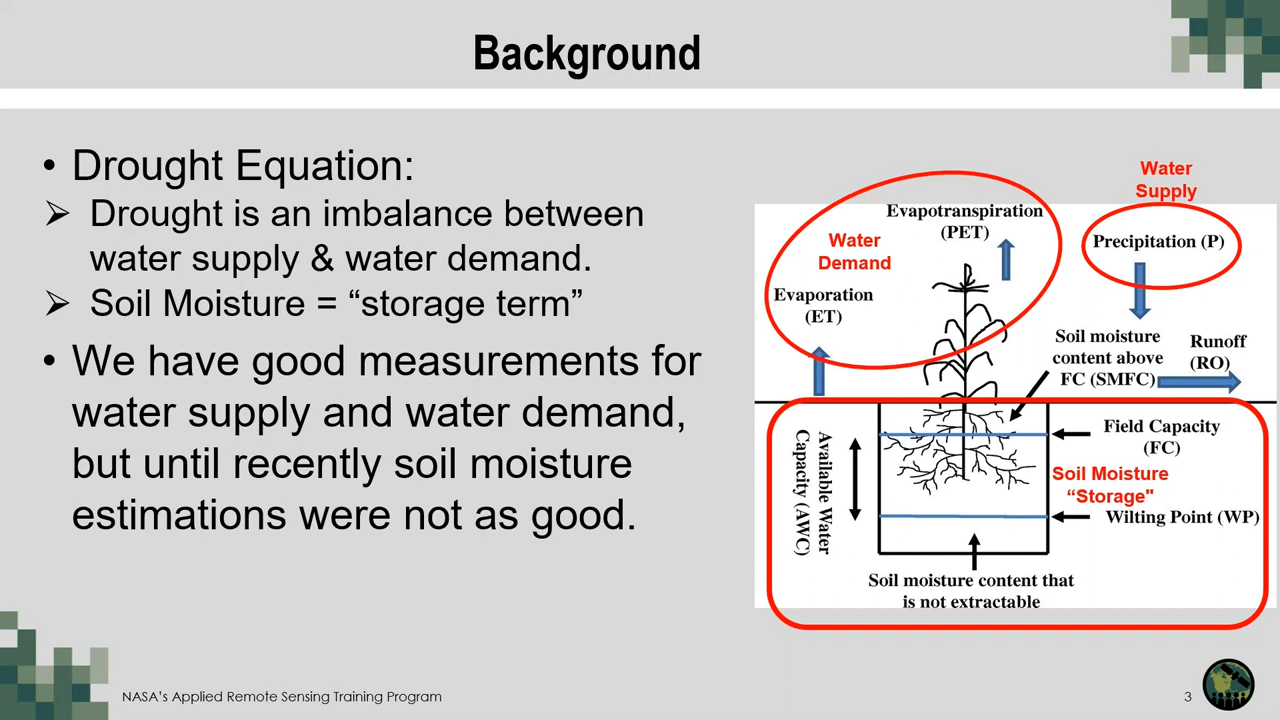 Background
• Drought Equation:
➢ Drought is an imbalance between
water supply & water demand.
➢ Soil Moisture = “storage term”
• We have good measurements for
water supply and water demand,
but until recently soil moisture
estimations were not as good.
Water
Supply
Evapotranspiration
(PET)
Water
Demand
Precipitation (P)
Evaporation
(ET)
Soil moisture
content above
FC (SMFC)
Runoff
(RO)
Available Water
Capacity (AWC)
Field Capacity
(FC)
Soil Moisture
“Storage"
Wilting Point (WP)
Soil moisture content that
is not extractable
NASA’s Applied Remote Sensing Training Program
3